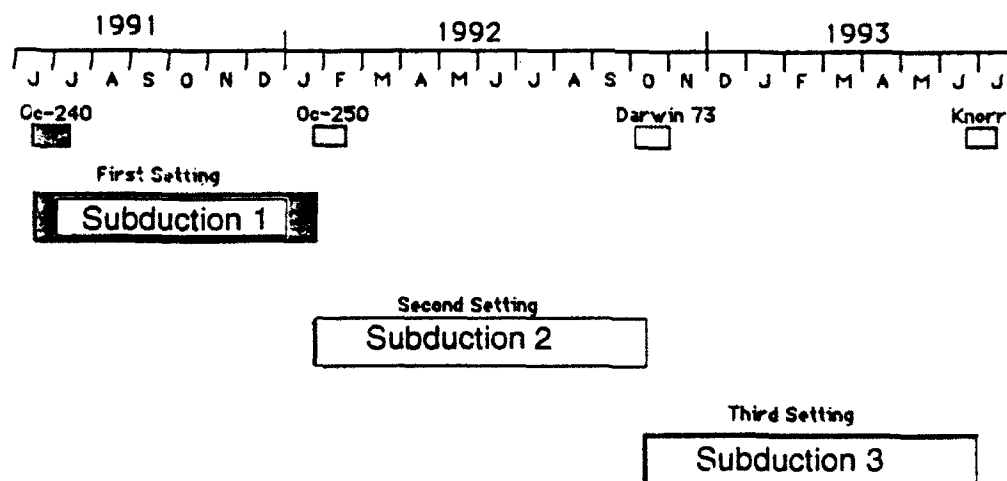 1991 1992 1993
J J A S O N D J F M A M J J A S O N D J F M A M J J
Oc-240 Oc-250 Darwin 73 Knorr
First Setting
Subduction 1
Second Setting
Subduction 2
Third Setting
Subduction 3